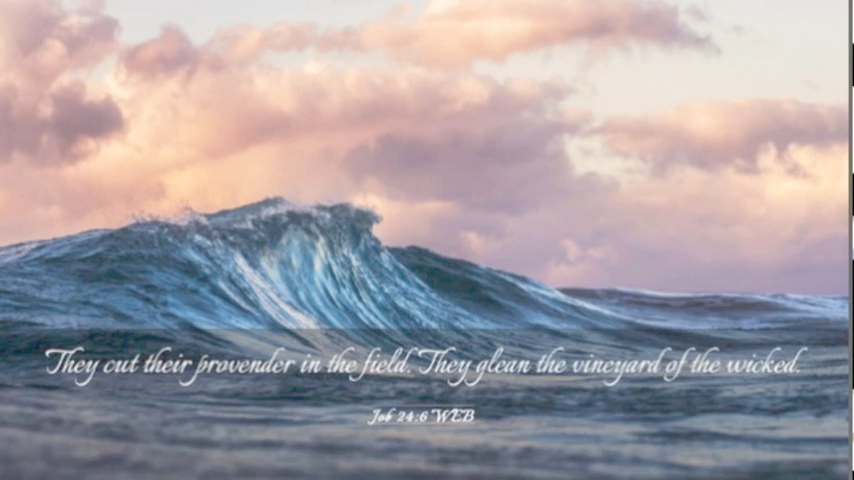 They cut their provender in the field. They glean the vineyard of the wicked.
Job 24:6 WEB